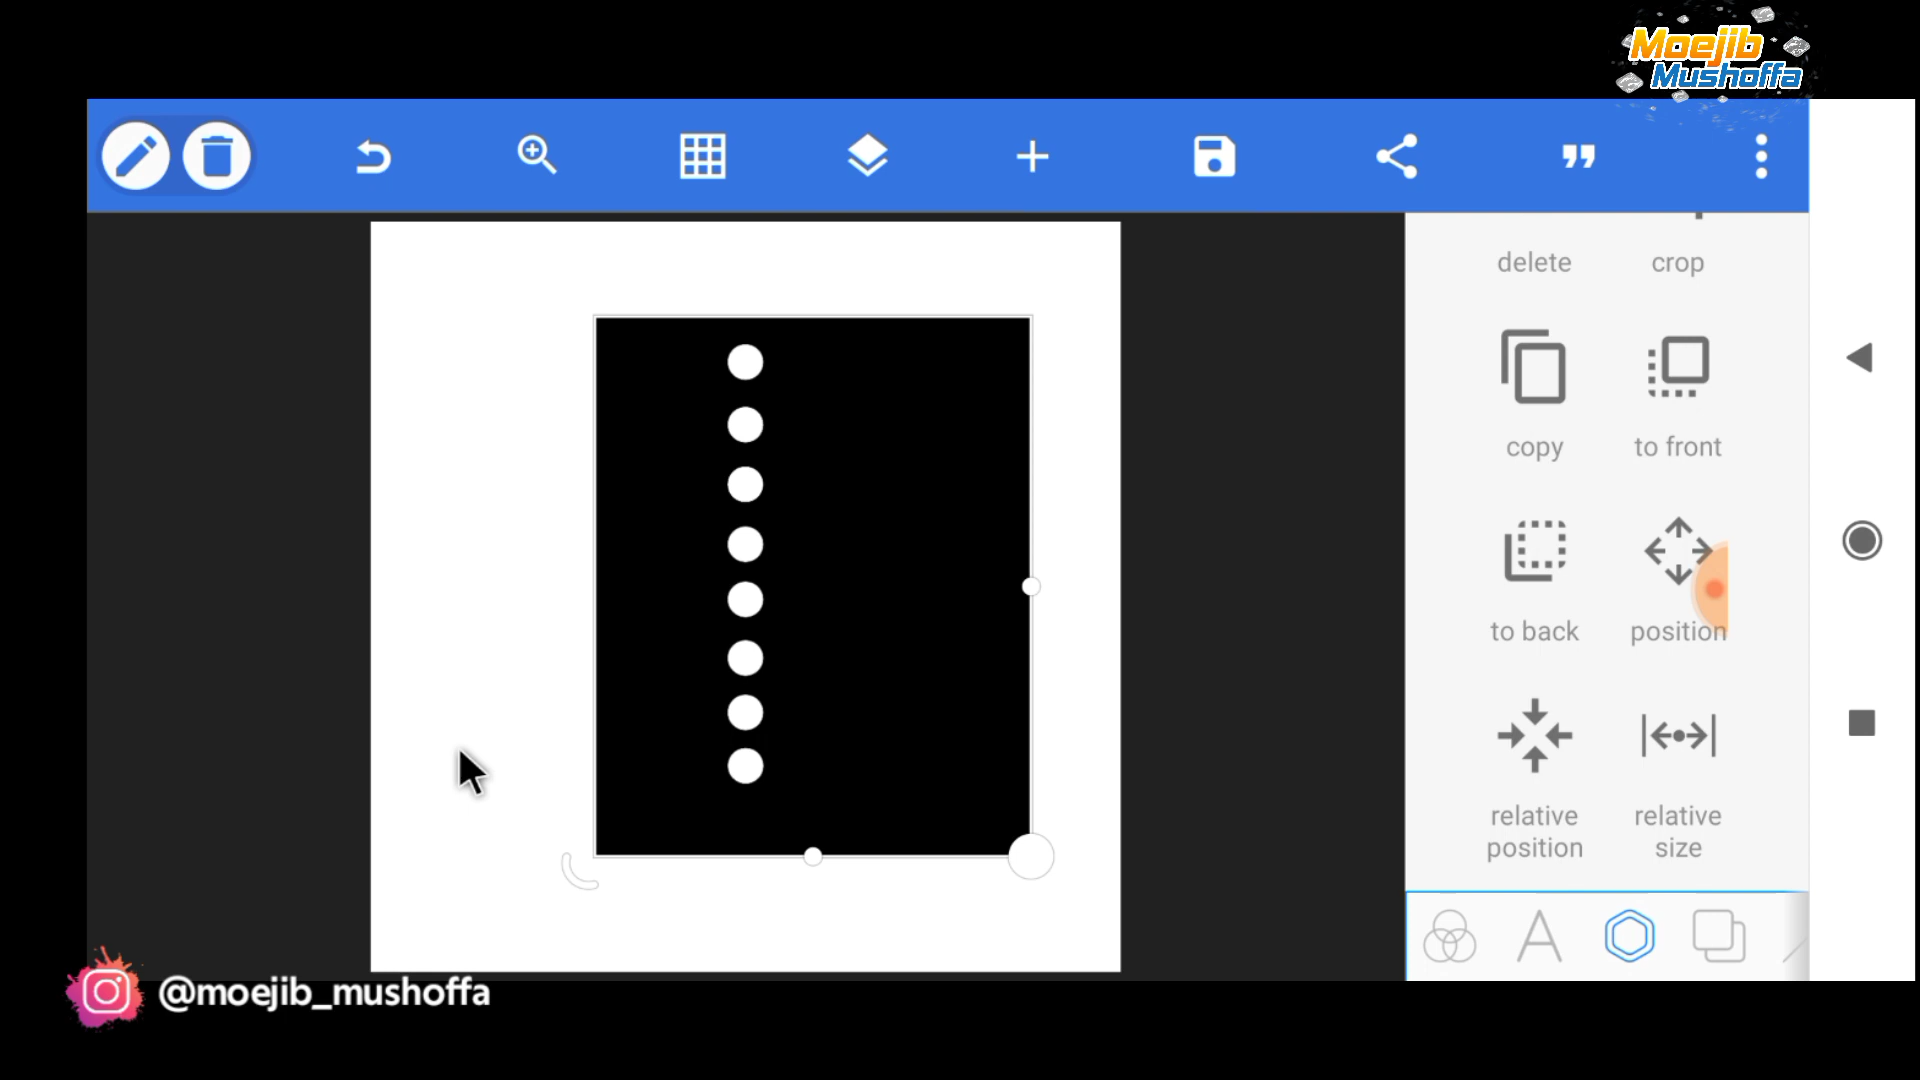 Moejib
Mushoffa
delete
crop
copy
to front
to back
position
relative
position
relative
size
@moejib_mushoffa